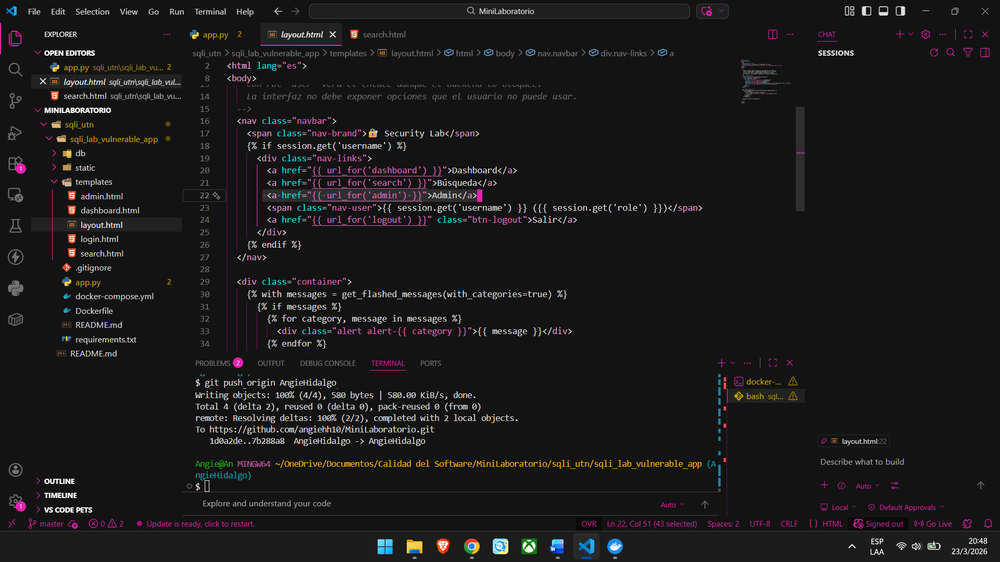 File Edit Selection View Go Run Terminal Help
MiniLaboratorio
EXPLORER
OPEN EDITORS
app.py sqli_utn\sqli_lab_vu... 2
layout.html sqli_utn\sqli_lab_vul...
search.html sqli_utn\sqli_lab_vu...
MINILABORATORIO
sqli_utn
sqli_lab_vulnerable_app
db
static
templates
admin.html
dashboard.html
layout.html
login.html
search.html
.gitignore
app.py 2
docker-compose.yml
Dockerfile
README.md
requirements.txt
README.md
OUTLINE
TIMELINE
VS CODE PETS
1
1
app.py 2
layout.html
search.html
sqli_utn > sqli_lab_vulnerable_app > templates > layout.html > html > body > nav.navbar > div.nav-links > a
2 <html lang="es">
8 <body>
14 La interfaz no debe exponer opciones que el usuario no puede usar.
15 -->
16 <nav class="navbar">
17 <span class="nav-brand">🔐 Security Lab</span>
18 {% if session.get('username') %}
19 <div class="nav-links">
20 <a href="{{ url_for('dashboard') }}">Dashboard</a>
21 <a href="{{ url_for('search') }}">Búsqueda</a>
22 <a href="{{ url_for('admin') }}">Admin</a>
23 <span class="nav-user">{{ session.get('username') }} ({{ session.get('role') }})</span>
24 <a href="{{ url_for('logout') }}" class="btn-logout">Salir</a>
25 </div>
26 {% endif %}
27 </nav>
28
29 <div class="container">
30 {% with messages = get_flashed_messages(with_categories=true) %}
31 {% if messages %}
32 {% for category, message in messages %}
33 <div class="alert alert-{{ category }}">{{ message }}</div>
34 {% endfor %}
PROBLEMS 2 OUTPUT DEBUG CONSOLE TERMINAL PORTS
$ git push origin AngieHidalgo
Writing objects: 100% (4/4), 580 bytes | 580.00 KiB/s, done.
Total 4 (delta 2), reused 0 (delta 0), pack-reused 0 (from 0)
remote: Resolving deltas: 100% (2/2), completed with 2 local objects.
To https://github.com/angiehh10/MiniLaboratorio.git
1d0a2de..7b288a8 AngieHidalgo -> AngieHidalgo
Angie@An MINGW64 ~/OneDrive/Documentos/Calidad del Software/MiniLaboratorio/sqli_utn/sqli_lab_vulnerable_app (A
ngieHidalgo)
$
docker-...
bash sql...
Explore and understand your code
Auto
CHAT
SESSIONS
layout.html:22
Describe what to build
Auto
Local Default Approvals
master 0 2 Update is ready, click to restart. OVR Ln 22, Col 51 (43 selected) Spaces: 2 UTF-8 CRLF { } HTML Signed out Go Live
ESP
LAA
20:48
23/3/2026